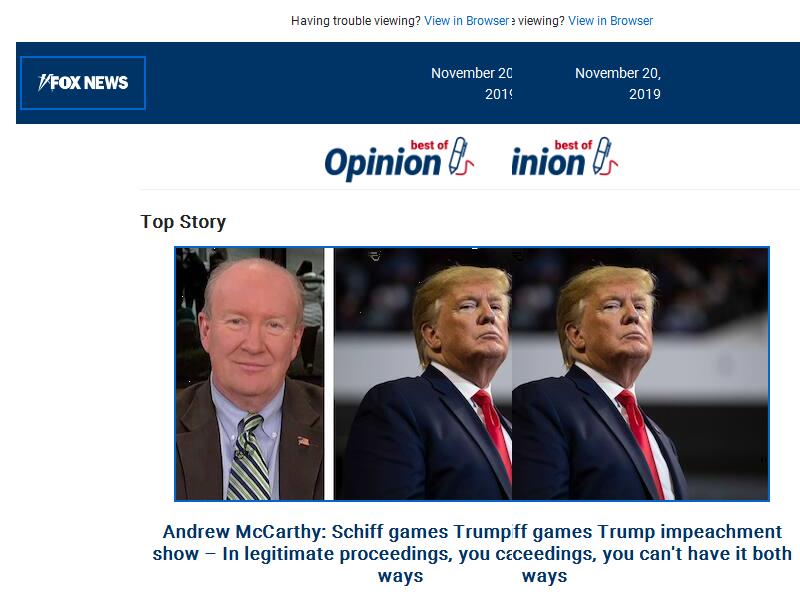 Having trouble viewing? View in Browser e viewing? View in Browser
FOX NEWS
November 20 November 20,
2019 2019
best of best of
Opinion inion
Top Story
Andrew McCarthy: Schiff games Trump ff games Trump impeachment
show – In legitimate proceedings, you ca ceedings, you can't have it both
ways ways